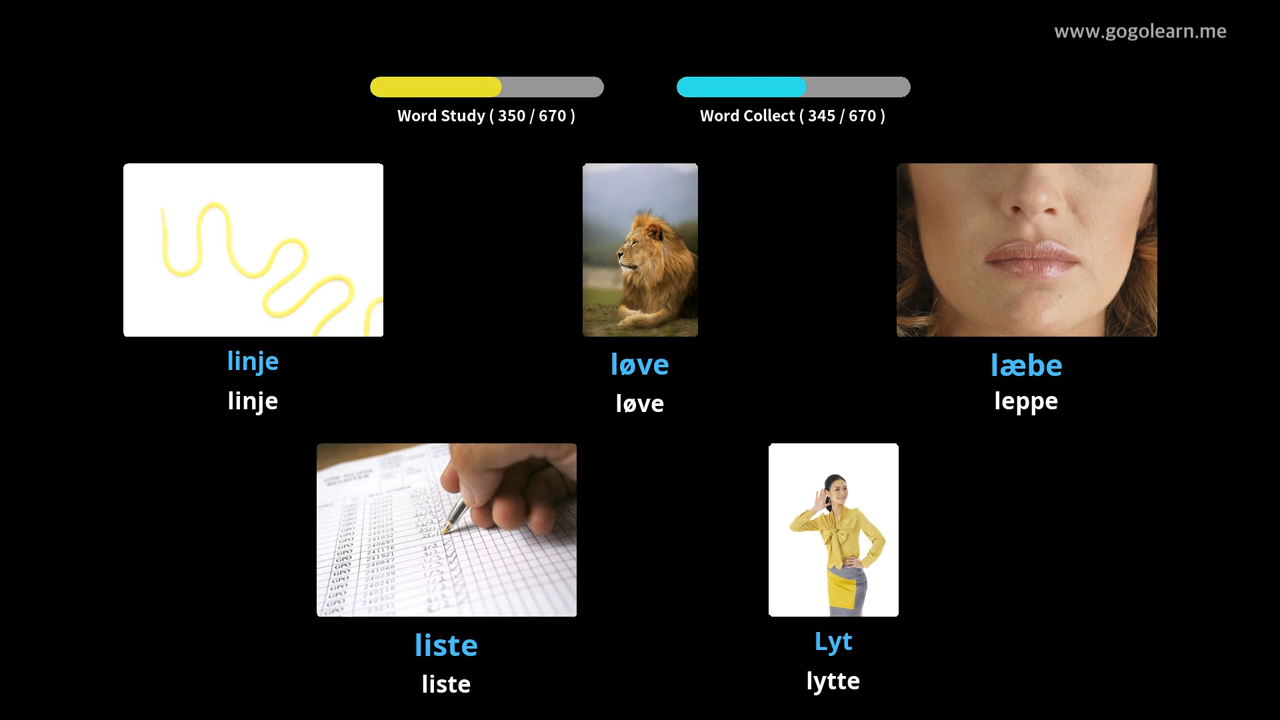 www.gogolearn.me
Word Study ( 350 / 670 )
Word Collect ( 345 / 670 )
linje
linje
løve
løve
læbe
leppe
liste
liste
Lyt
lytte